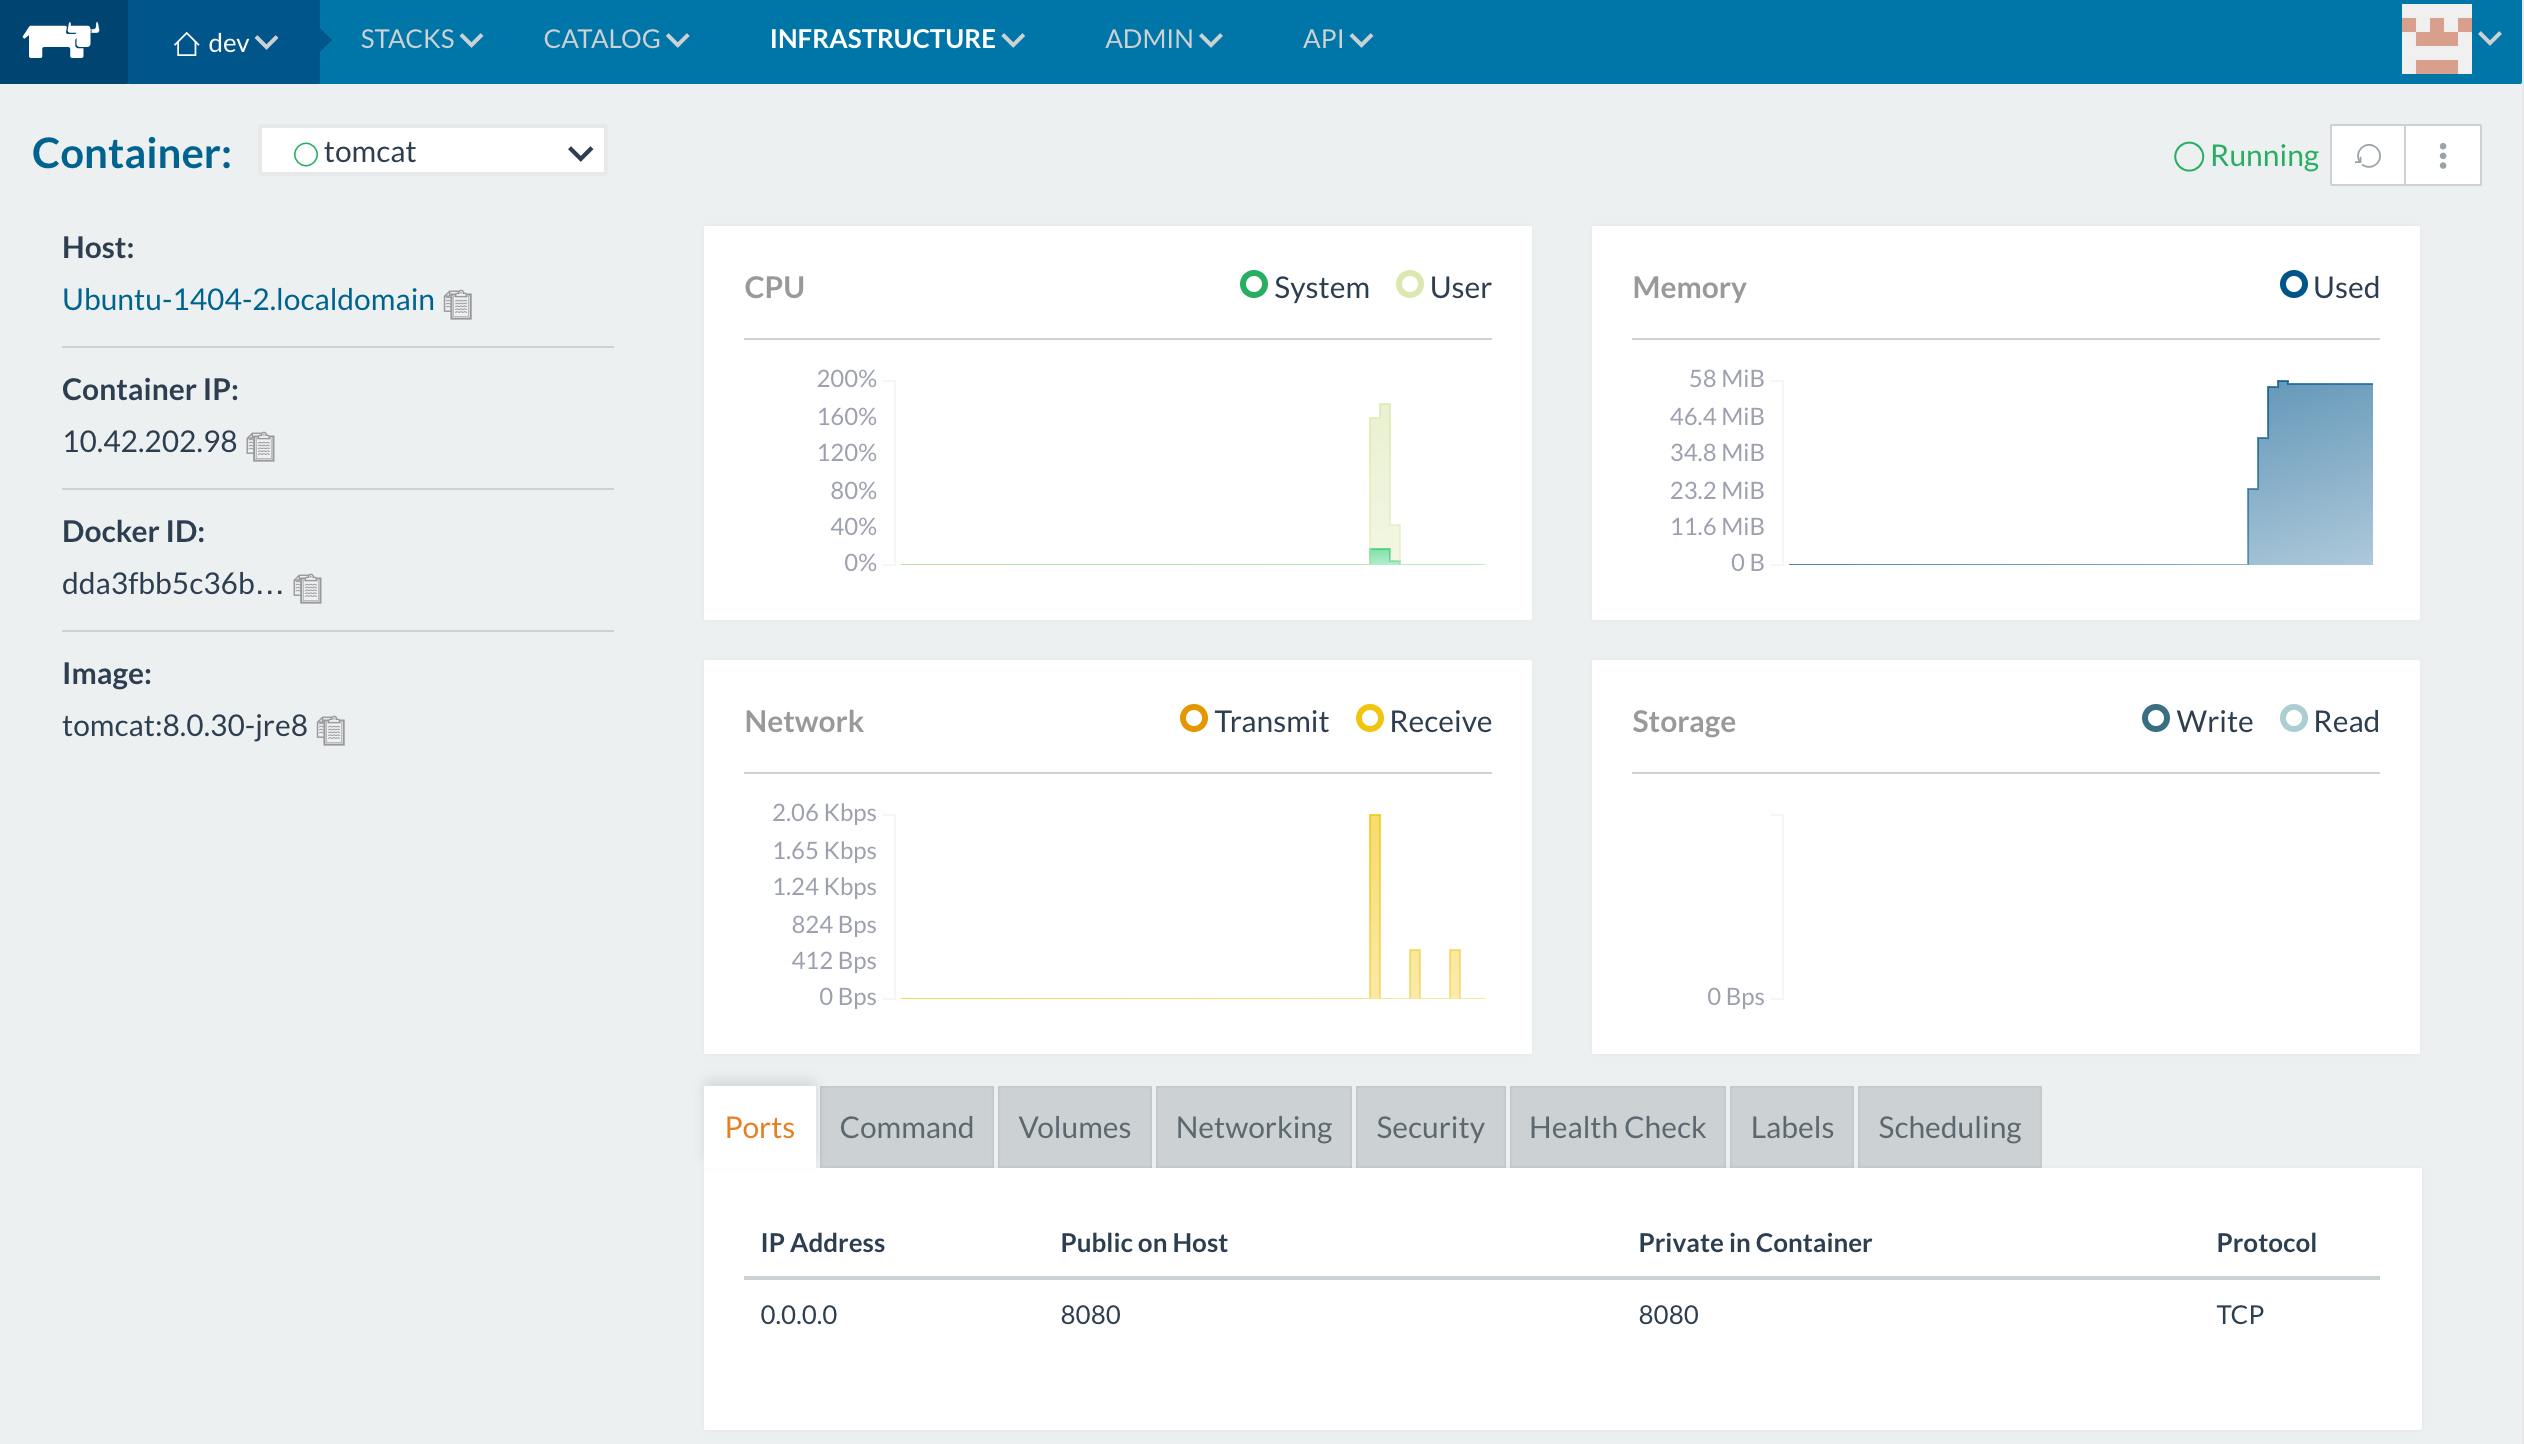 dev STACKS CATALOG INFRASTRUCTURE ADMIN API
Container: tomcat Running
Host:
Ubuntu-1404-2.localdomain
Container IP:
10.42.202.98
Docker ID:
dda3fbb5c36b...
Image:
tomcat:8.0.30-jre8
CPU System User
200%
160%
120%
80%
40%
0%
Memory Used
58 MiB
46.4 MiB
34.8 MiB
23.2 MiB
11.6 MiB
0 B
Network Transmit Receive
2.06 Kbps
1.65 Kbps
1.24 Kbps
824 Bps
412 Bps
0 Bps
Storage Write Read
0 Bps
Ports Command Volumes Networking Security Health Check Labels Scheduling
IP Address Public on Host Private in Container Protocol
0.0.0.0 8080 8080 TCP